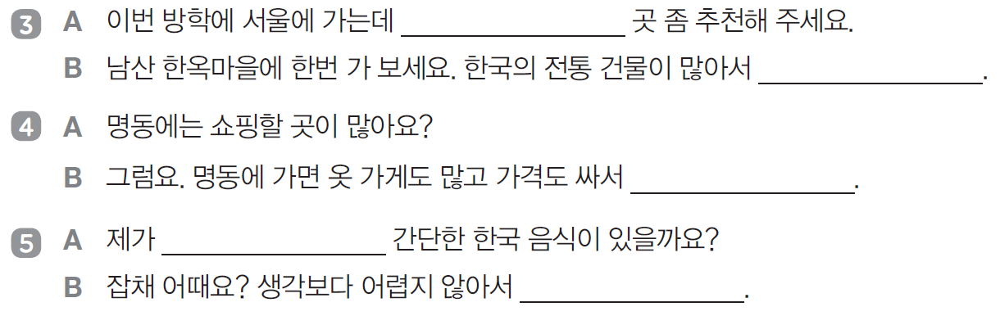 3 A 이번 방학에 서울에 가는데 ____________ 곳 좀 추천해 주세요.
B 남산 한옥마을에 한번 가 보세요. 한국의 전통 건물이 많아서 ____________.
4 A 명동에는 쇼핑할 곳이 많아요?
B 그럼요. 명동에 가면 옷 가게도 많고 가격도 싸서 ____________.
5 A 제가 ____________ 간단한 한국 음식이 있을까요?
B 잡채 어때요? 생각보다 어렵지 않아서 ____________.